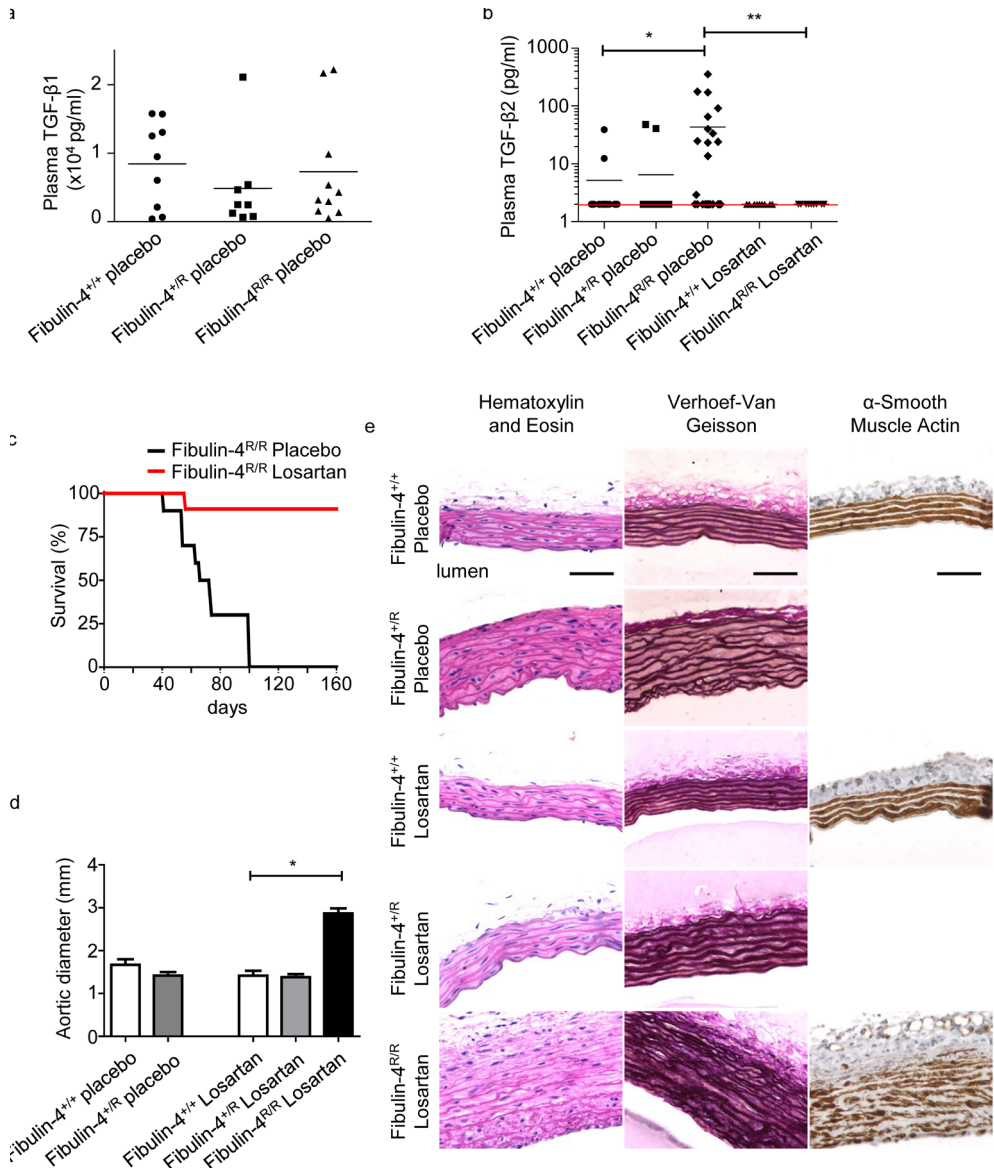 a
Plasma TGF-β1
(x10⁴ pg/ml)
2
1
0
Fibulin-4+/+ placebo
Fibulin-4+/R placebo
Fibulin-4R/R placebo
b
Plasma TGF-β2 (pg/ml)
1000
100
10
1
*
**
Fibulin-4+/+ placebo
Fibulin-4+/R placebo
Fibulin-4R/R placebo
Fibulin-4+/+ Losartan
Fibulin-4R/R Losartan
c
Fibulin-4R/R Placebo
Fibulin-4R/R Losartan
Survival (%)
100
75
50
25
0
0 40 80 120 160
days
d
Aortic diameter (mm)
4
3
2
1
0
*
Fibulin-4+/+ placebo
Fibulin-4+/R placebo
Fibulin-4+/+ Losartan
Fibulin-4+/R Losartan
Fibulin-4R/R Losartan
e
Hematoxylin
and Eosin
Verhoef-Van
Geisson
α-Smooth
Muscle Actin
Fibulin-4+/+
Placebo
lumen
Fibulin-4+/R
Placebo
Fibulin-4+/+
Losartan
Fibulin-4+/R
Losartan
Fibulin-4R/R
Losartan